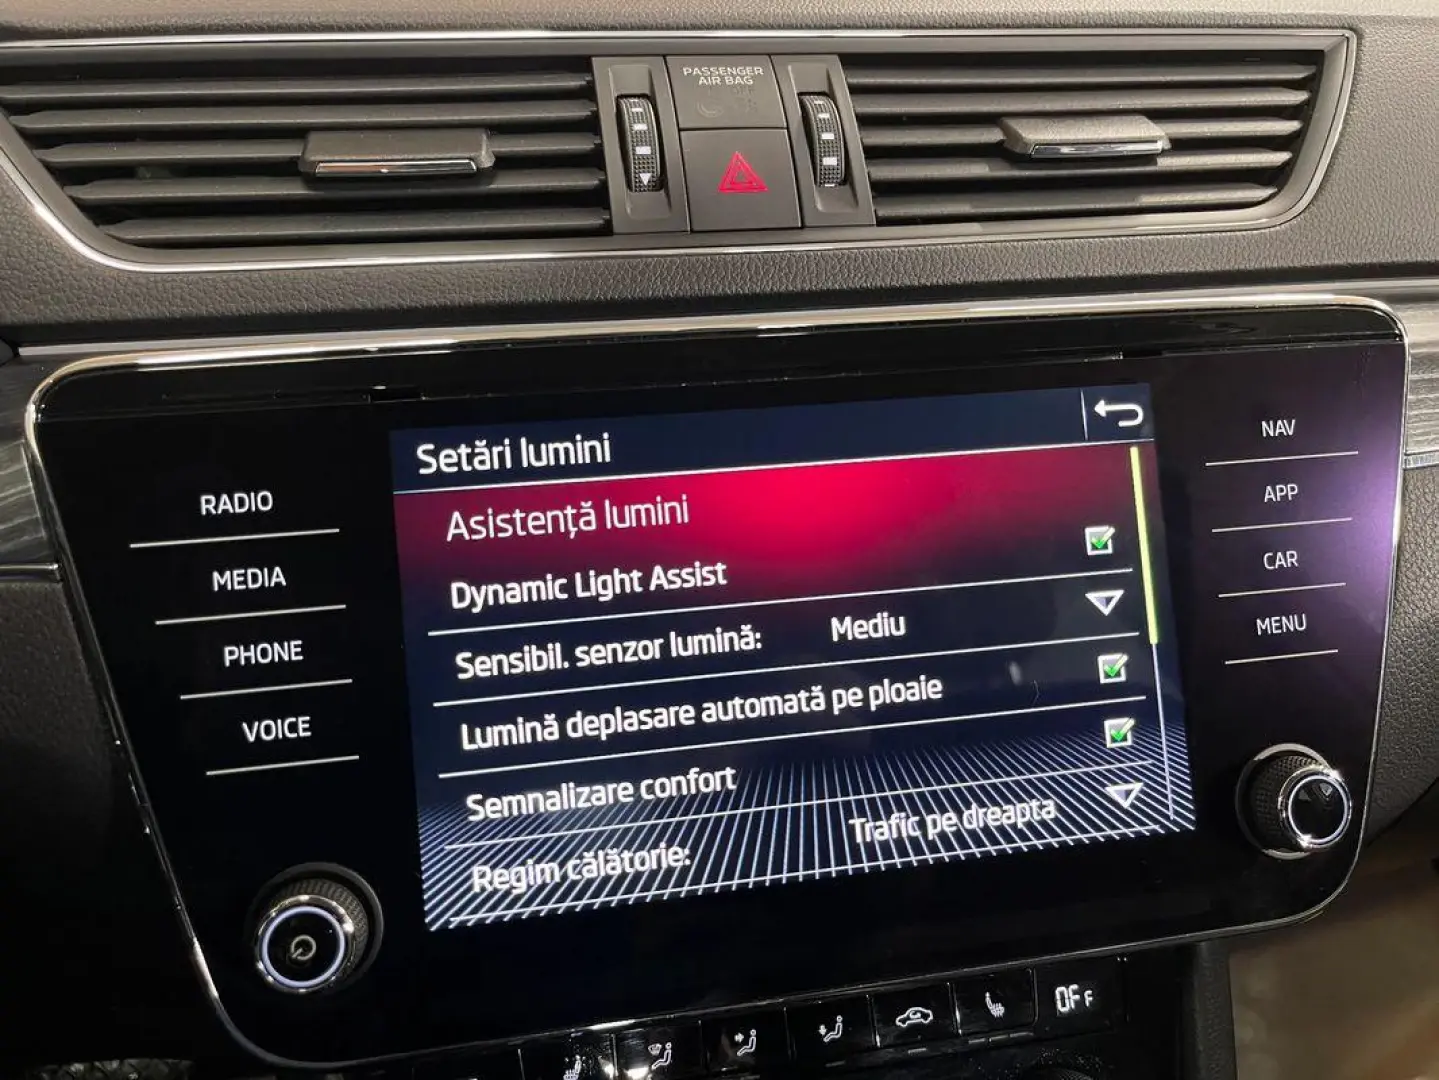 PASSENGER
AIR BAG
Setări lumini
Asistență lumini
Dynamic Light Assist
Sensibil. senzor lumină: Mediu
Lumină deplasare automată pe ploaie
Semnalizare confort
Regim călătorie: Trafic pe dreapta
RADIO
MEDIA
PHONE
VOICE
NAV
APP
CAR
MENU
OFF